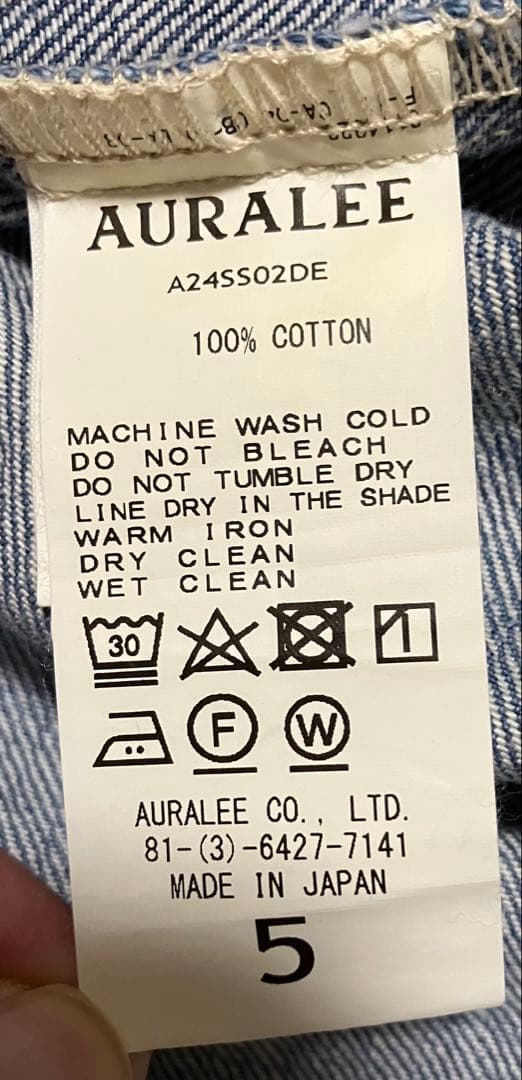 AURALEE
A24SS02DE
100% COTTON
MACHINE WASH COLD
DO NOT BLEACH
DO NOT TUMBLE DRY
LINE DRY IN THE SHADE
WARM IRON
DRY CLEAN
WET CLEAN
30
F W
AURALEE CO., LTD.
81-(3)-6427-7141
MADE IN JAPAN
5